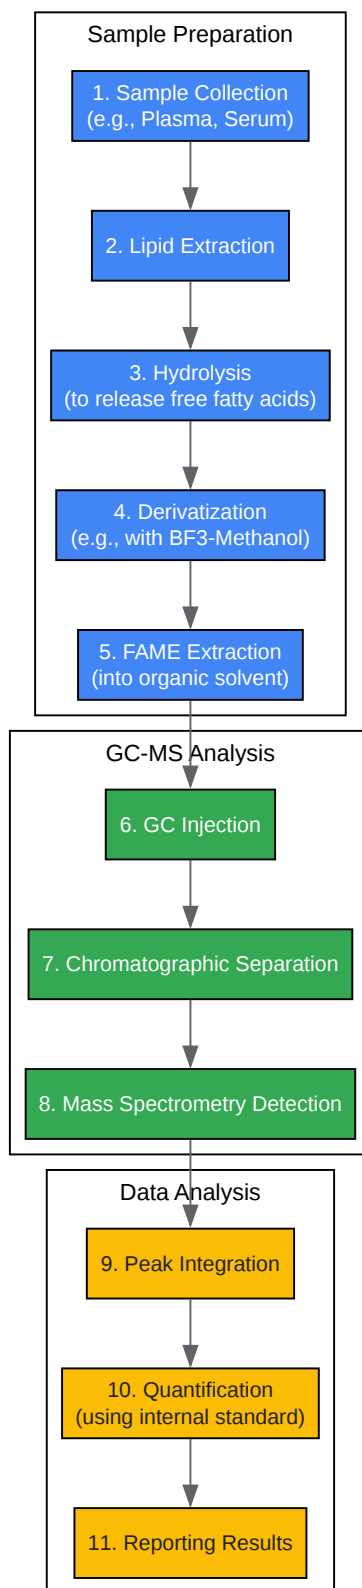 Sample Preparation
1. Sample Collection
(e.g., Plasma, Serum)
2. Lipid Extraction
3. Hydrolysis
(to release free fatty acids)
4. Derivatization
(e.g., with BF3-Methanol)
5. FAME Extraction
(into organic solvent)
GC-MS Analysis
6. GC Injection
7. Chromatographic Separation
8. Mass Spectrometry Detection
Data Analysis
9. Peak Integration
10. Quantification
(using internal standard)
11. Reporting Results